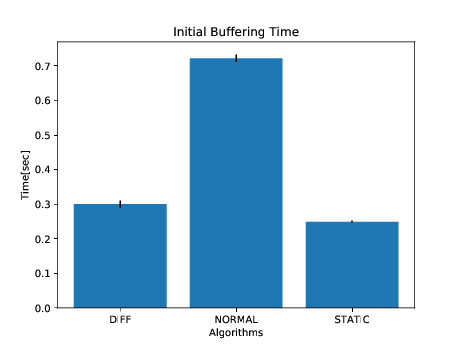 Initial Buffering Time
Time[sec]
0.7
0.6
0.5
0.4
0.3
0.2
0.1
0.0
DIFF
NORMAL
STATIC
Algorithms